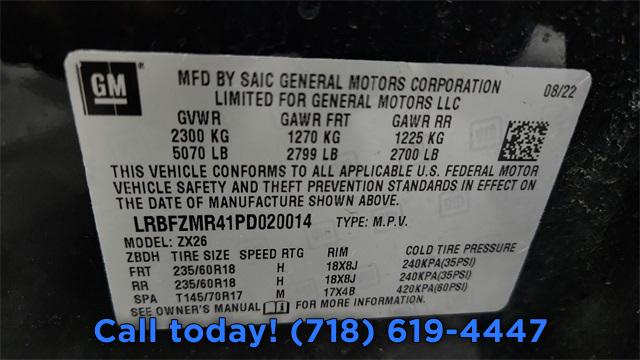 GM
MFD BY SAIC GENERAL MOTORS CORPORATION
LIMITED FOR GENERAL MOTORS LLC
08/22
GVWR GAWR FRT GAWR RR
2300 KG 1270 KG 1225 KG
5070 LB 2799 LB 2700 LB
THIS VEHICLE CONFORMS TO ALL APPLICABLE U.S. FEDERAL MOTOR
VEHICLE SAFETY AND THEFT PREVENTION STANDARDS IN EFFECT ON
THE DATE OF MANUFACTURE SHOWN ABOVE.
LRBFZMR41PD020014 TYPE: M.P.V.
MODEL: ZX26
ZBDH TIRE SIZE SPEED RTG RIM COLD TIRE PRESSURE
FRT 235/60R18 H 18X8J 240KPA(35PSI)
RR 235/60R18 H 18X8J 240KPA(35PSI)
SPA T145/70R17 M 17X4B 420KPA(60PSI)
SEE OWNER'S MANUAL FOR MORE INFORMATION.
Call today! (718) 619-4447